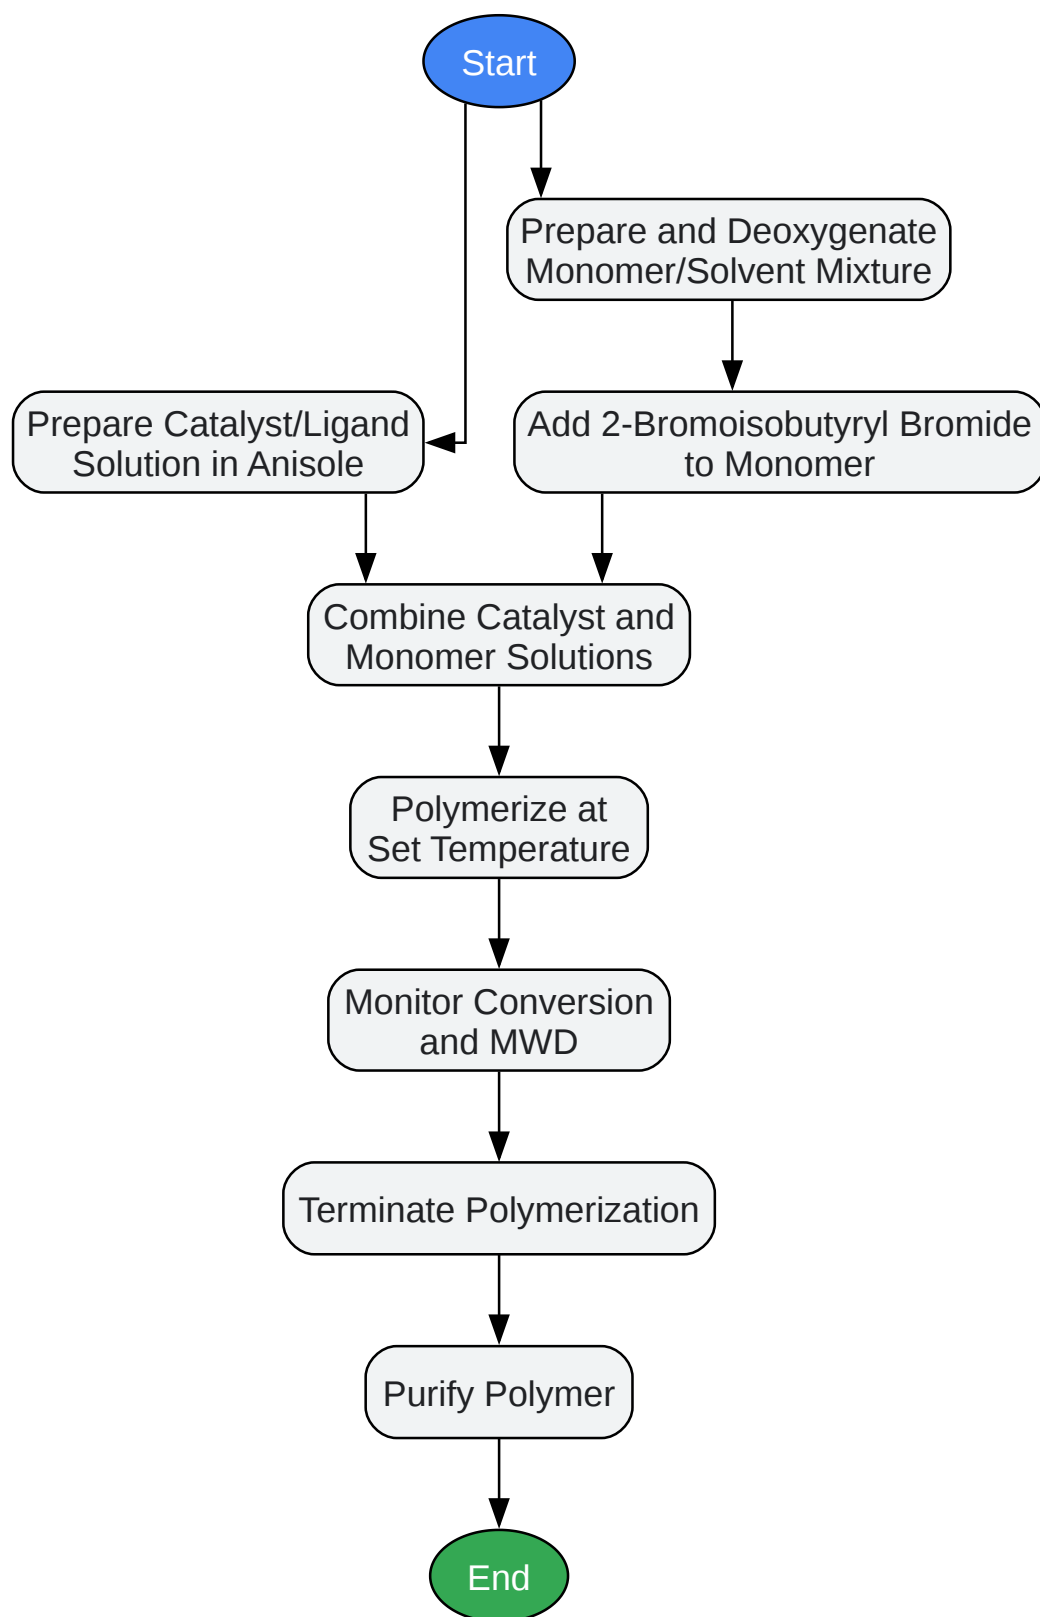 Start
Prepare and Deoxygenate
Monomer/Solvent Mixture
Prepare Catalyst/Ligand
Solution in Anisole
Add 2-Bromoisobutyryl Bromide
to Monomer
Combine Catalyst and
Monomer Solutions
Polymerize at
Set Temperature
Monitor Conversion
and MWD
Terminate Polymerization
Purify Polymer
End